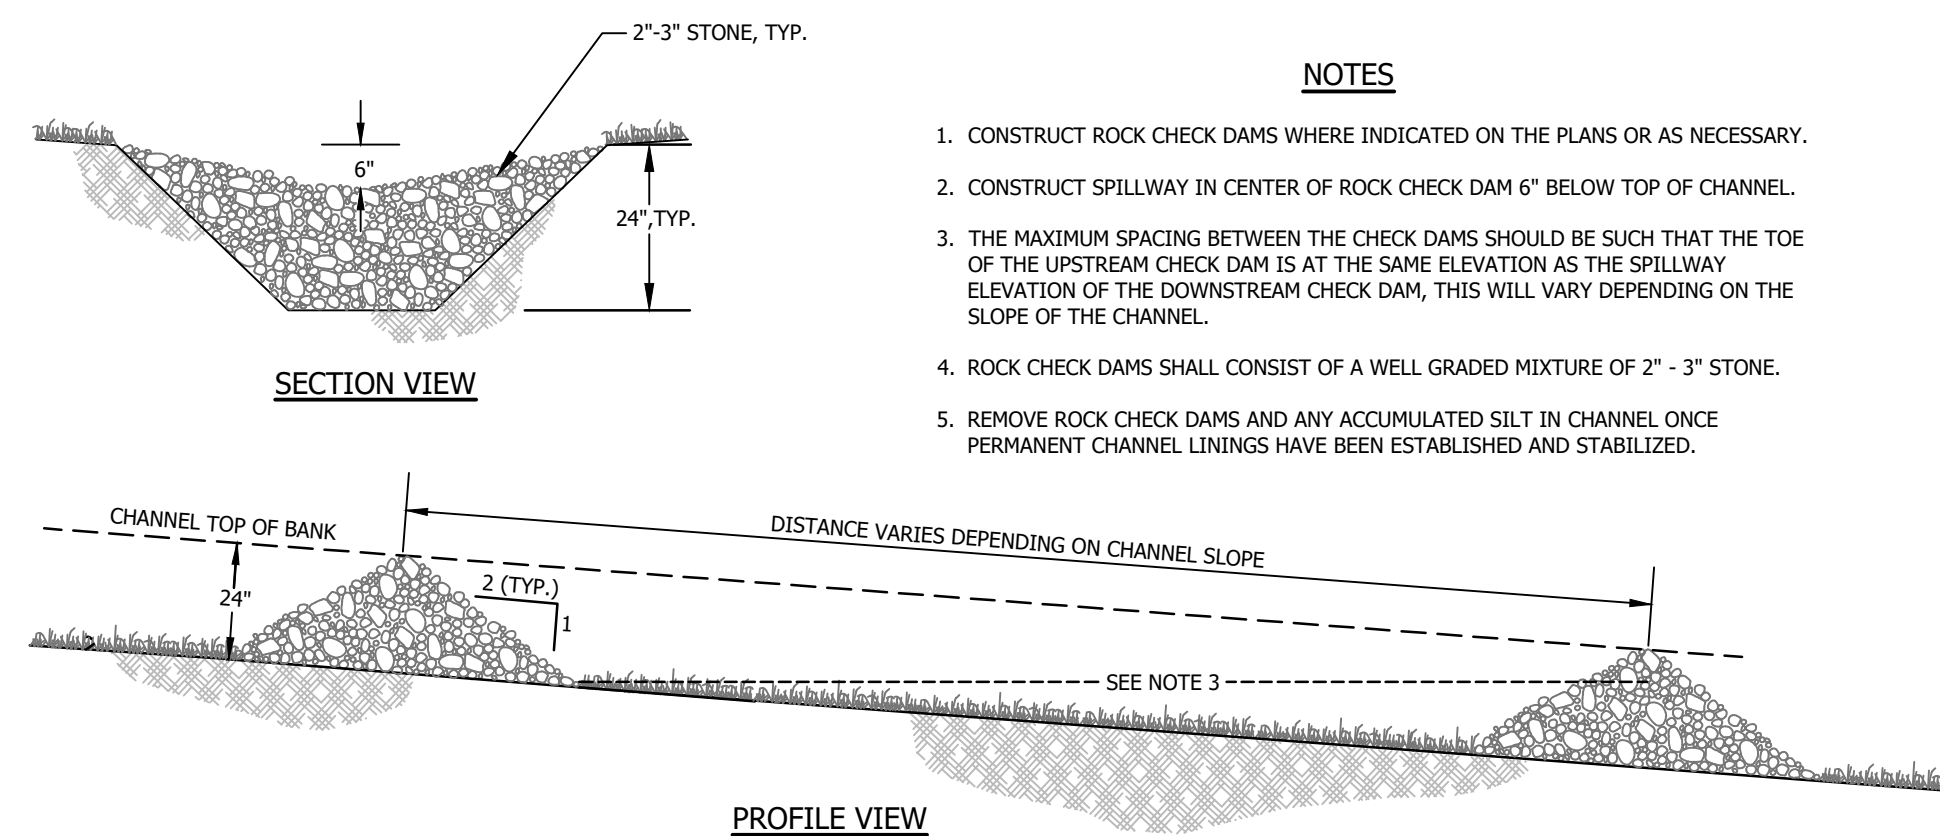 2"-3" STONE, TYP.
6"
24",TYP.
SECTION VIEW
NOTES
1. CONSTRUCT ROCK CHECK DAMS WHERE INDICATED ON THE PLANS OR AS NECESSARY.
2. CONSTRUCT SPILLWAY IN CENTER OF ROCK CHECK DAM 6" BELOW TOP OF CHANNEL.
3. THE MAXIMUM SPACING BETWEEN THE CHECK DAMS SHOULD BE SUCH THAT THE TOE
OF THE UPSTREAM CHECK DAM IS AT THE SAME ELEVATION AS THE SPILLWAY
ELEVATION OF THE DOWNSTREAM CHECK DAM, THIS WILL VARY DEPENDING ON THE
SLOPE OF THE CHANNEL.
4. ROCK CHECK DAMS SHALL CONSIST OF A WELL GRADED MIXTURE OF 2" - 3" STONE.
5. REMOVE ROCK CHECK DAMS AND ANY ACCUMULATED SILT IN CHANNEL ONCE
PERMANENT CHANNEL LININGS HAVE BEEN ESTABLISHED AND STABILIZED.
CHANNEL TOP OF BANK
DISTANCE VARIES DEPENDING ON CHANNEL SLOPE
24"
2 (TYP.)
1
SEE NOTE 3
PROFILE VIEW